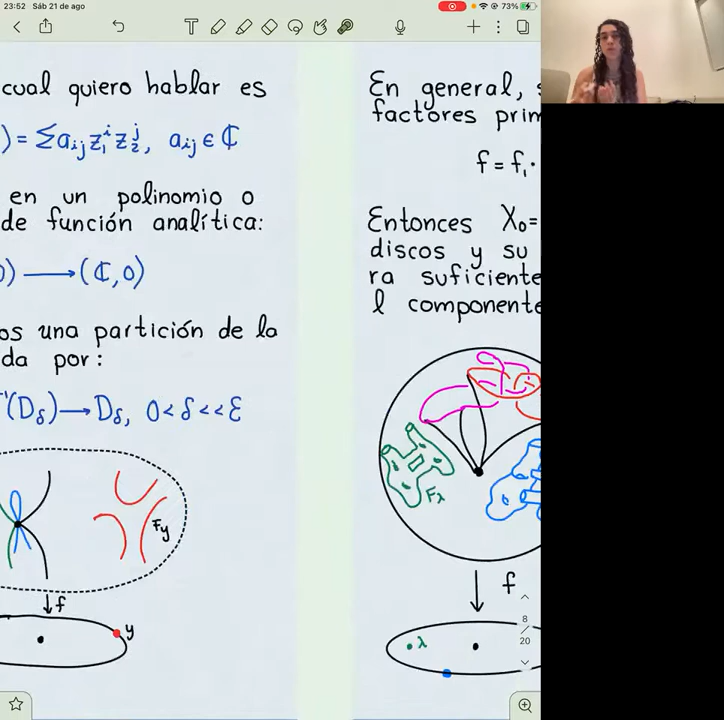 23:52 Sáb 21 de ago
73%
cual quiero hablar es
) = Σaᵢⱼ z₁ⁱ z₂ʲ, aᵢⱼ ∈ ℂ
en un polinomio o
de función analítica:
0) ⟶ (ℂ, 0)
os una partición de la
da por:
⁻¹(D_δ) ⟶ D_δ, 0 < δ << ε
F_y
↓f
y
En general,
factores prim
f = f₁ ·
Entonces X₀ =
discos y su
ra suficiente
l componente
F_λ
↓ f
λ
8
/
20